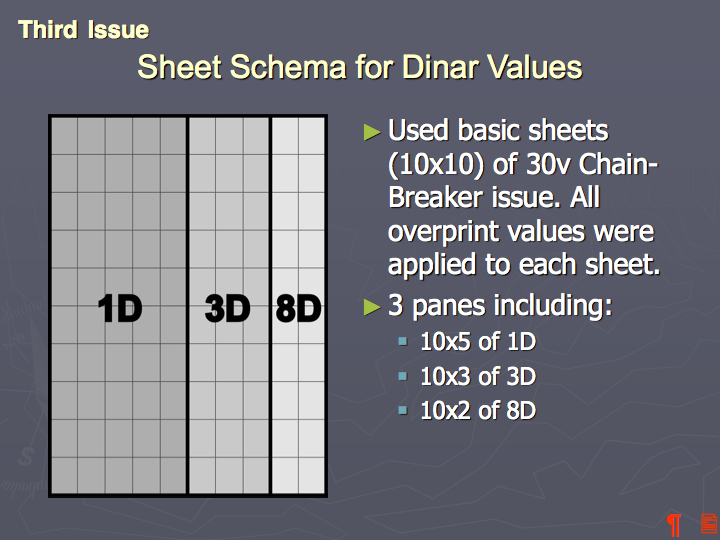 Third Issue
Sheet Schema for Dinar Values
1D 3D 8D
► Used basic sheets
(10x10) of 30v Chain-
Breaker issue. All
overprint values were
applied to each sheet.
► 3 panes including:
▪ 10x5 of 1D
▪ 10x3 of 3D
▪ 10x2 of 8D
¶
S